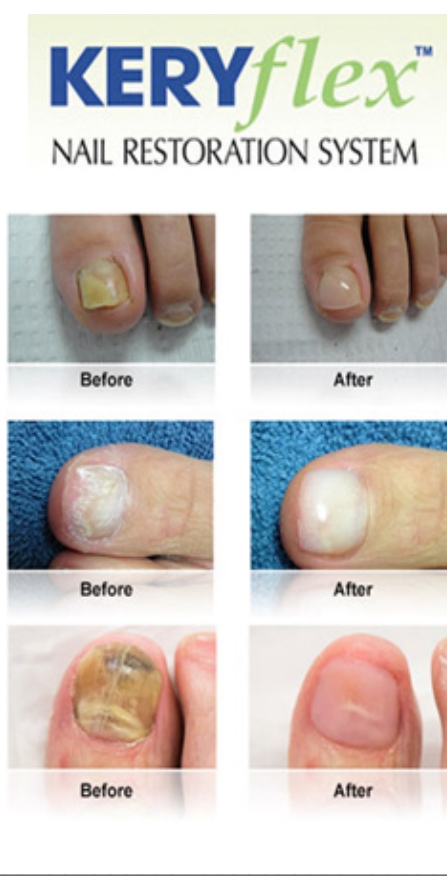 KERYflex™
NAIL RESTORATION SYSTEM
Before
After
Before
After
Before
After